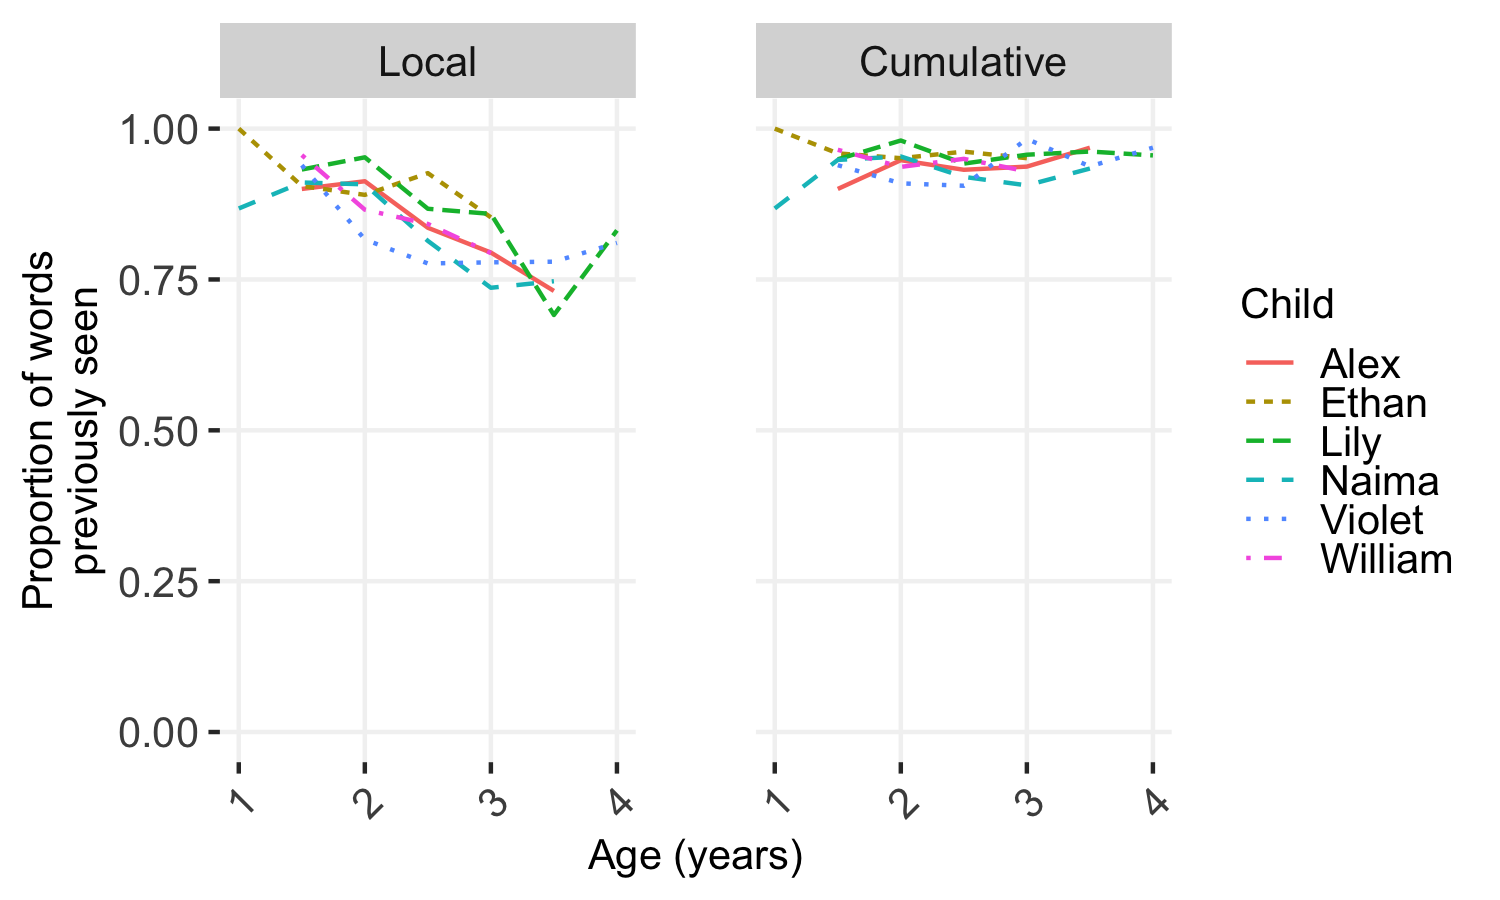 Local
Cumulative
Proportion of words
previously seen
1.00
0.75
0.50
0.25
0.00
1
2
3
4
1
2
3
4
Age (years)
Child
Alex
Ethan
Lily
Naima
Violet
William